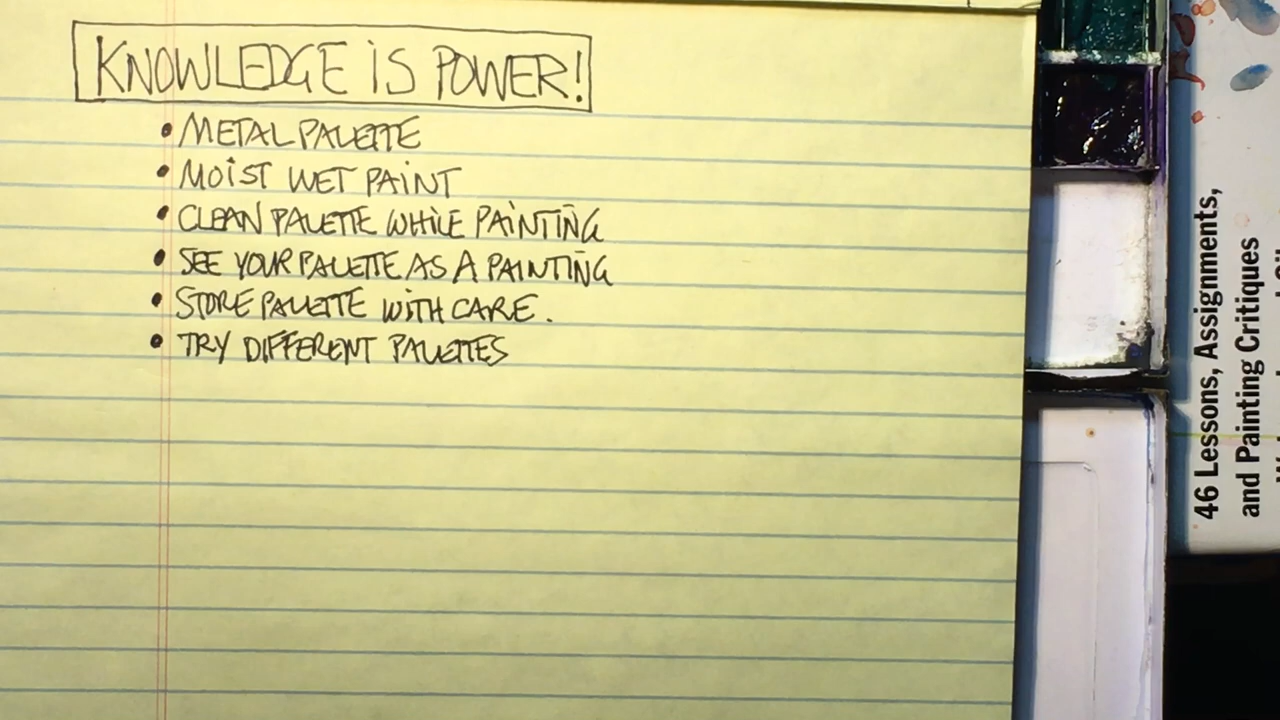 KNOWLEDGE IS POWER!
• METAL PALETTE
• MOIST WET PAINT
• CLEAN PALETTE WHILE PAINTING
• SEE YOUR PALETTE AS A PAINTING
• STORE PALETTE WITH CARE.
• TRY DIFFERENT PALETTES
46 Lessons, Assignments,
and Painting Critiques